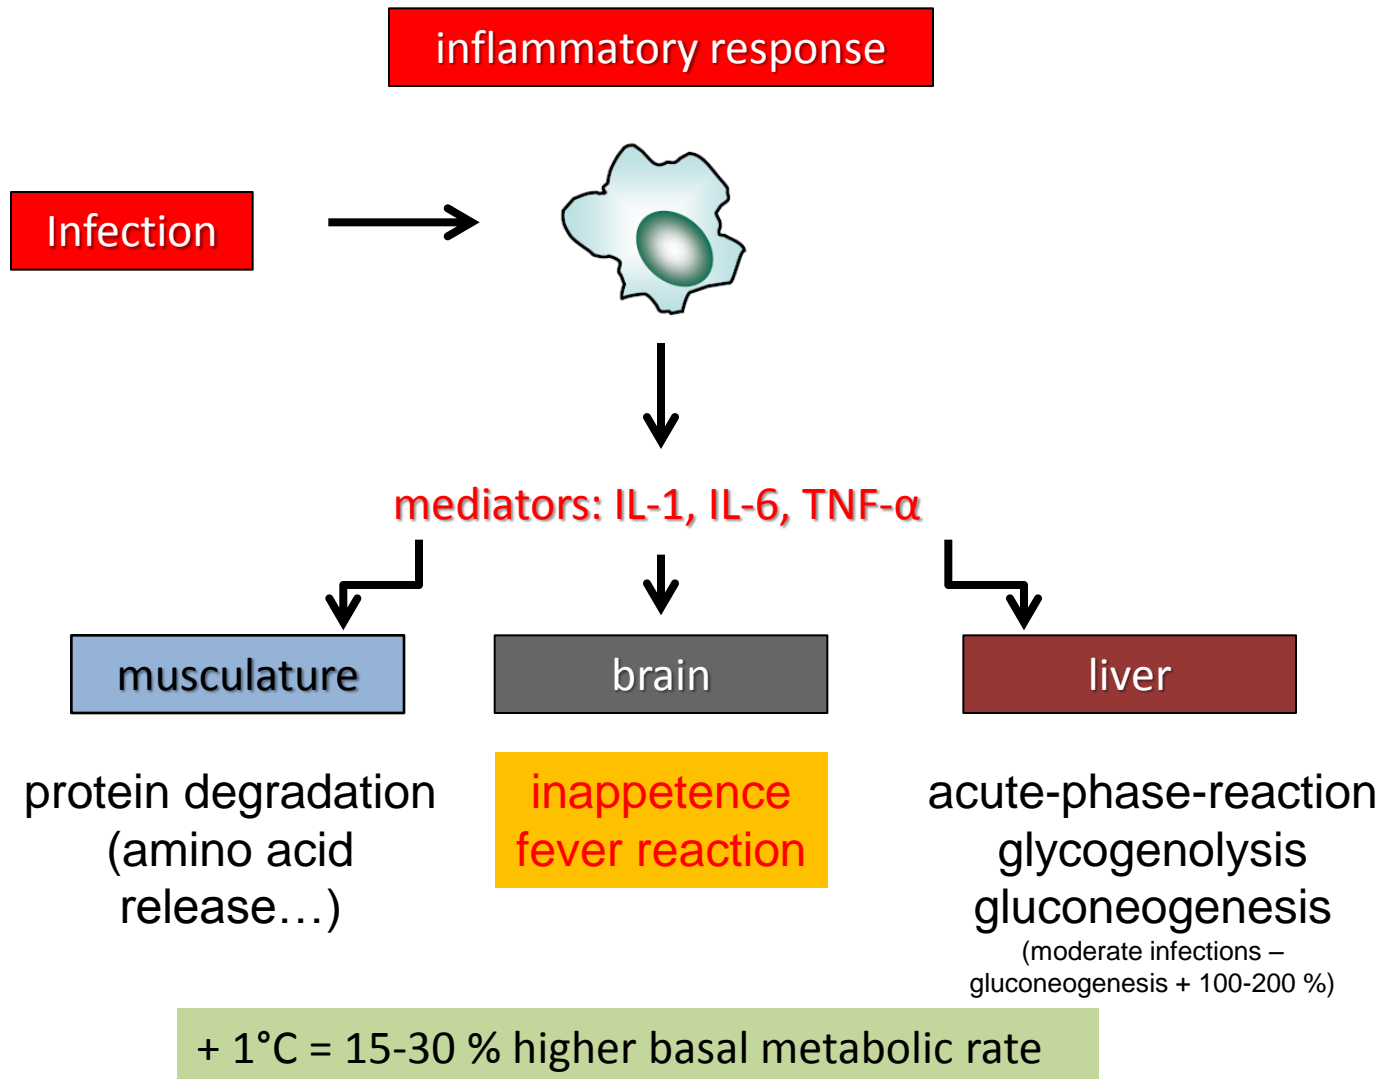 inflammatory response
Infection
mediators: IL-1, IL-6, TNF-α
musculature
brain
liver
protein degradation
(amino acid
release…)
inappetence
fever reaction
acute-phase-reaction
glycogenolysis
gluconeogenesis
(moderate infections –
gluconeogenesis + 100-200 %)
+ 1°C = 15-30 % higher basal metabolic rate